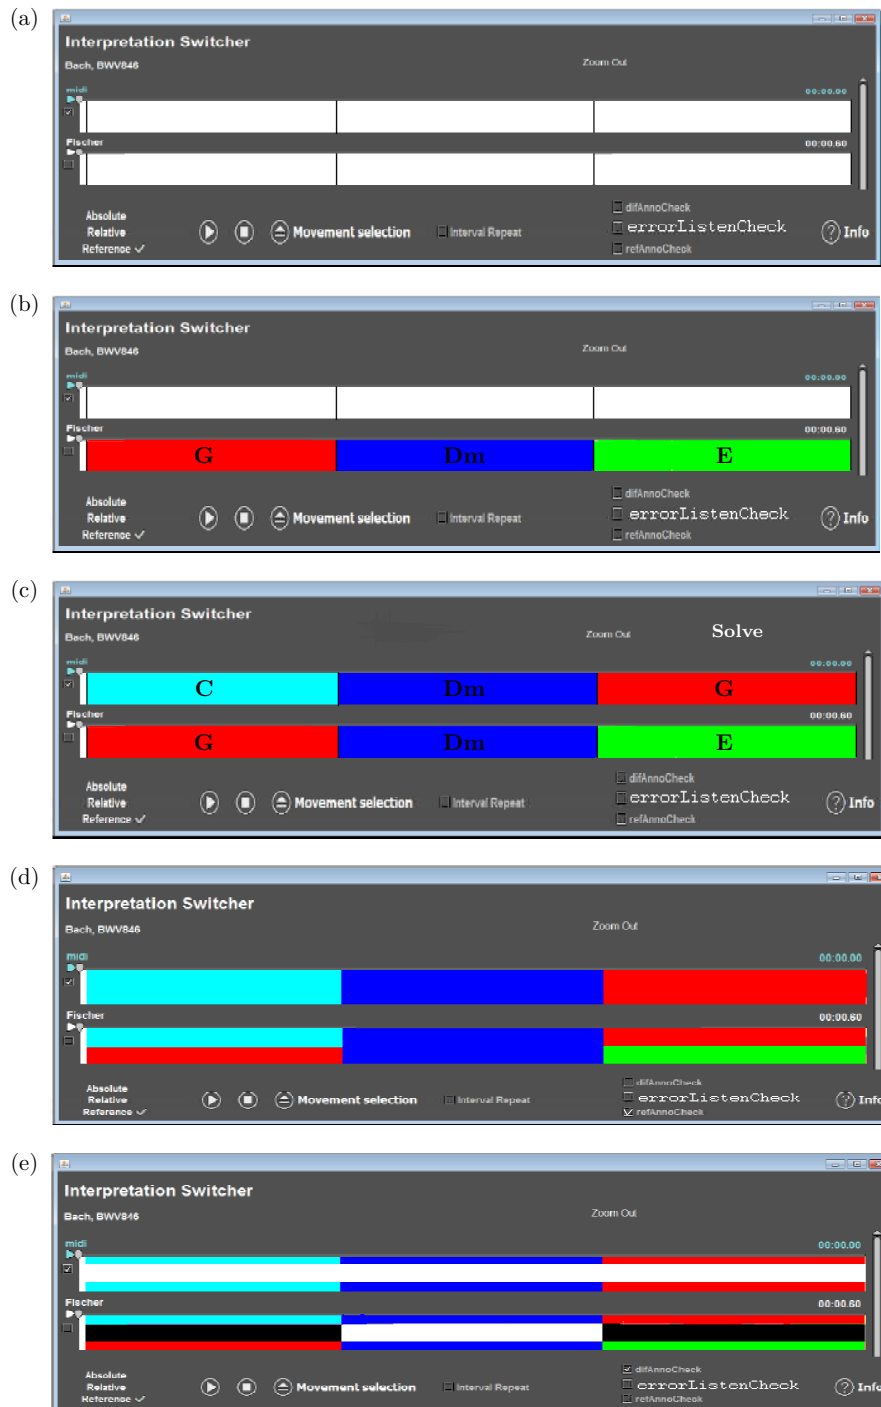 (a)
Interpretation Switcher
Bach, BWV846
Zoom Out
midi 00:00.00
Fischer 00:00.60
Absolute
Relative
Reference
Movement selection
Interval Repeat
difAnnoCheck
errorListenCheck
refAnnoCheck
? Info
(b)
Interpretation Switcher
Bach, BWV846
Zoom Out
midi 00:00.00
Fischer 00:00.60
G Dm E
Absolute
Relative
Reference
Movement selection
Interval Repeat
difAnnoCheck
errorListenCheck
refAnnoCheck
? Info
(c)
Interpretation Switcher
Bach, BWV846
Zoom Out
Solve
midi 00:00.00
C Dm G
Fischer 00:00.60
G Dm E
Absolute
Relative
Reference
Movement selection
Interval Repeat
difAnnoCheck
errorListenCheck
refAnnoCheck
? Info
(d)
Interpretation Switcher
Bach, BWV846
Zoom Out
midi 00:00.00
Fischer 00:00.60
Absolute
Relative
Reference
Movement selection
Interval Repeat
difAnnoCheck
errorListenCheck
refAnnoCheck
? Info
(e)
Interpretation Switcher
Bach, BWV846
Zoom Out
midi 00:00.00
Fischer 00:00.60
Absolute
Relative
Reference
Movement selection
Interval Repeat
difAnnoCheck
errorListenCheck
refAnnoCheck
? Info